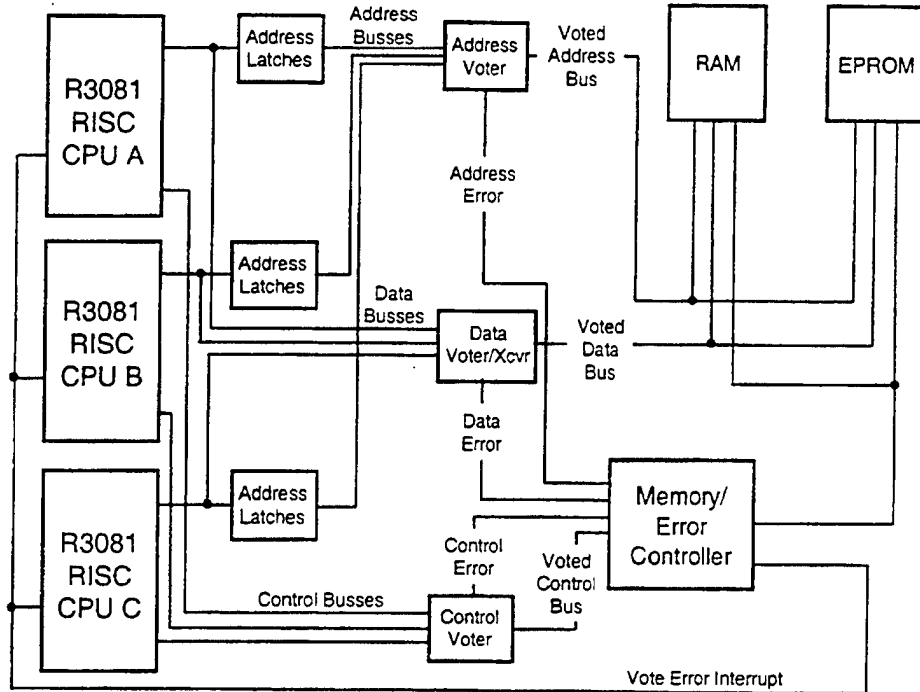 R3081
RISC
CPU A
Address
Latches
Address
Busses
Address
Voter
Voted
Address
Bus
RAM
EPROM
Address
Error
R3081
RISC
CPU B
Address
Latches
Data
Busses
Data
Voter/Xcvr
Voted
Data
Bus
Data
Error
R3081
RISC
CPU C
Address
Latches
Memory/
Error
Controller
Control
Error
Voted
Control
Bus
Control Busses
Control
Voter
Vote Error Interrupt